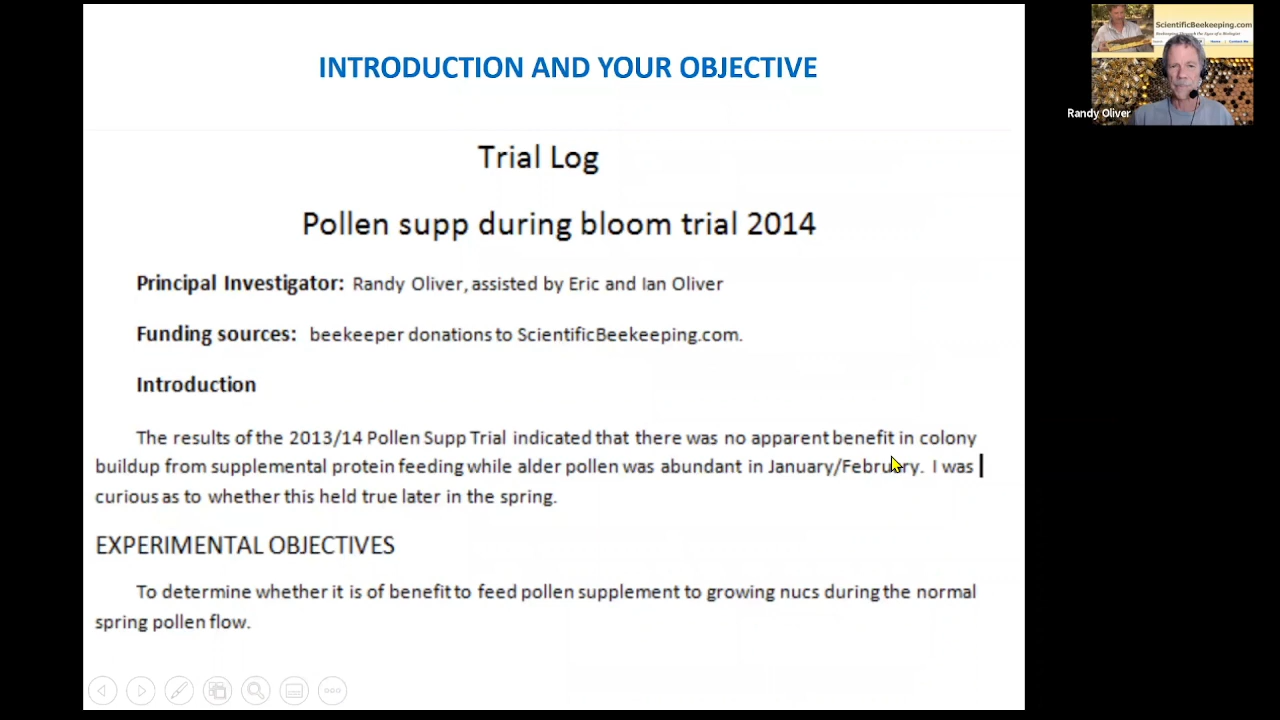 INTRODUCTION AND YOUR OBJECTIVE
Trial Log
Pollen supp during bloom trial 2014
Principal Investigator: Randy Oliver, assisted by Eric and Ian Oliver
Funding sources: beekeeper donations to ScientificBeekeeping.com.
Introduction
The results of the 2013/14 Pollen Supp Trial indicated that there was no apparent benefit in colony
buildup from supplemental protein feeding while alder pollen was abundant in January/February. I was
curious as to whether this held true later in the spring.
EXPERIMENTAL OBJECTIVES
To determine whether it is of benefit to feed pollen supplement to growing nucs during the normal
spring pollen flow.
ScientificBeekeeping.com
Randy Oliver